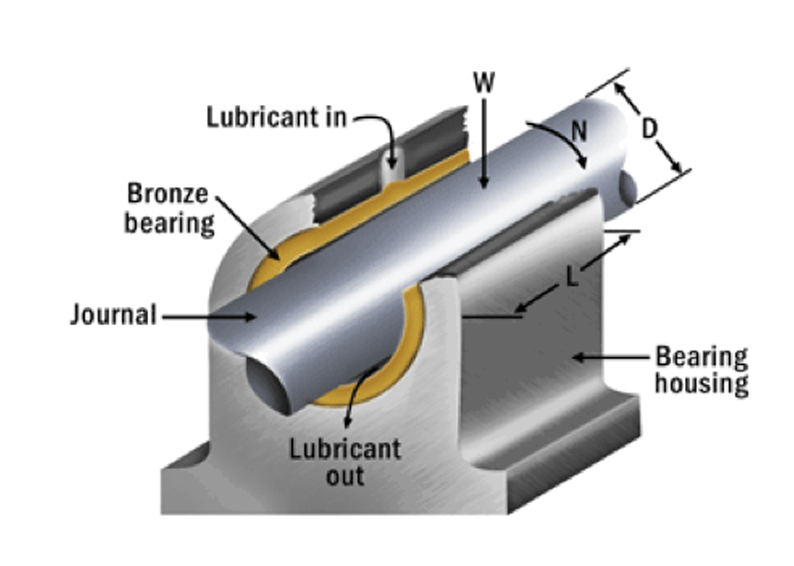 W
Lubricant in
N
D
Bronze
bearing
L
Journal
Bearing
housing
Lubricant
out